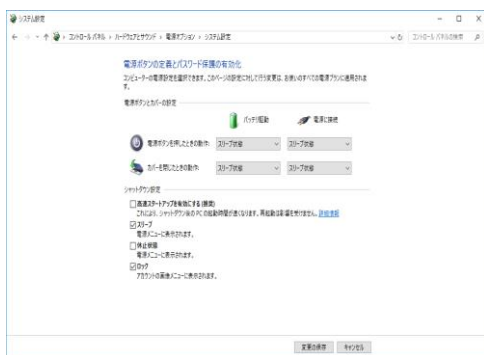 システム設定
コントロール パネル › ハードウェアとサウンド › 電源オプション › システム設定
コントロール パネルの検索
電源ボタンの定義とパスワード保護の有効化
コンピューターの電源設定を選択できます。このページの設定に対して行う変更は、お使いのすべての電源プランに適用されます。
電源ボタンとカバーの設定
バッテリ駆動 電源に接続
電源ボタンを押したときの動作: スリープ状態 スリープ状態
カバーを閉じたときの動作: スリープ状態 スリープ状態
シャットダウン設定
高速スタートアップを有効にする (推奨)
これにより、シャットダウン後の PC の起動時間が速くなります。再起動は影響を受けません。詳細情報
スリープ
電源メニューに表示されます。
休止状態
電源メニューに表示されます。
ロック
アカウントの画像メニューに表示されます。
変更の保存 キャンセル